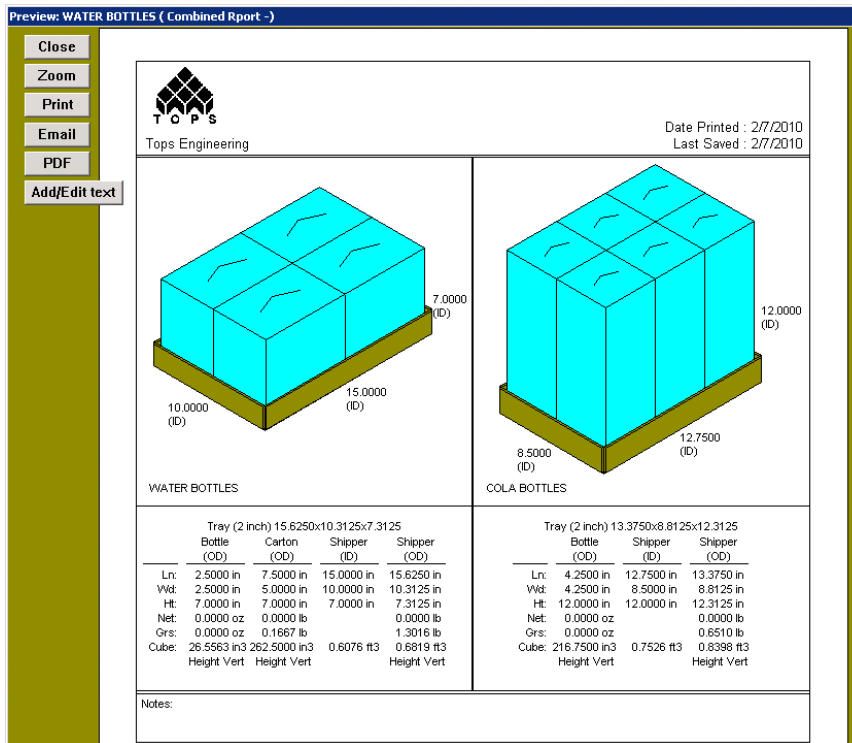 Preview: WATER BOTTLES ( Combined Rport -)
Close
Zoom
Print
Email
PDF
Add/Edit text
TOPS
Tops Engineering
Date Printed : 2/7/2010
Last Saved : 2/7/2010
7.0000
(ID)
15.0000
(ID)
10.0000
(ID)
WATER BOTTLES
12.0000
(ID)
12.7500
(ID)
8.5000
(ID)
COLA BOTTLES
Tray (2 inch) 15.6250x10.3125x7.3125
Bottle Carton Shipper Shipper
(OD) (OD) (ID) (OD)
Ln: 2.5000 in 7.5000 in 15.0000 in 15.6250 in
Wd: 2.5000 in 5.0000 in 10.0000 in 10.3125 in
Ht: 7.0000 in 7.0000 in 7.0000 in 7.3125 in
Net: 0.0000 oz 0.0000 lb 0.0000 lb
Grs: 0.0000 oz 0.1667 lb 1.3016 lb
Cube: 26.5563 in3 262.5000 in3 0.6076 ft3 0.6819 ft3
Height Vert Height Vert Height Vert
Tray (2 inch) 13.3750x8.8125x12.3125
Bottle Shipper Shipper
(OD) (ID) (OD)
Ln: 4.2500 in 12.7500 in 13.3750 in
Wd: 4.2500 in 8.5000 in 8.8125 in
Ht: 12.0000 in 12.0000 in 12.3125 in
Net: 0.0000 oz 0.0000 lb
Grs: 0.0000 oz 0.6510 lb
Cube: 216.7500 in3 0.7526 ft3 0.8398 ft3
Height Vert Height Vert
Notes: